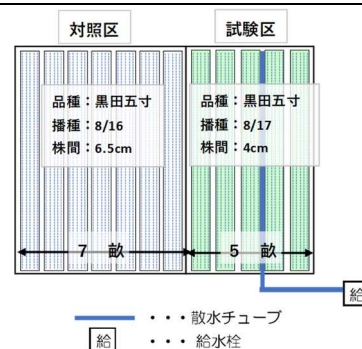 対照区
試験区
品種：黒田五寸
播種：8/16
株間：6.5cm
品種：黒田五寸
播種：8/17
株間：4cm
7 畝
5 畝
給
・・・散水チューブ
給 ・・・ 給水栓